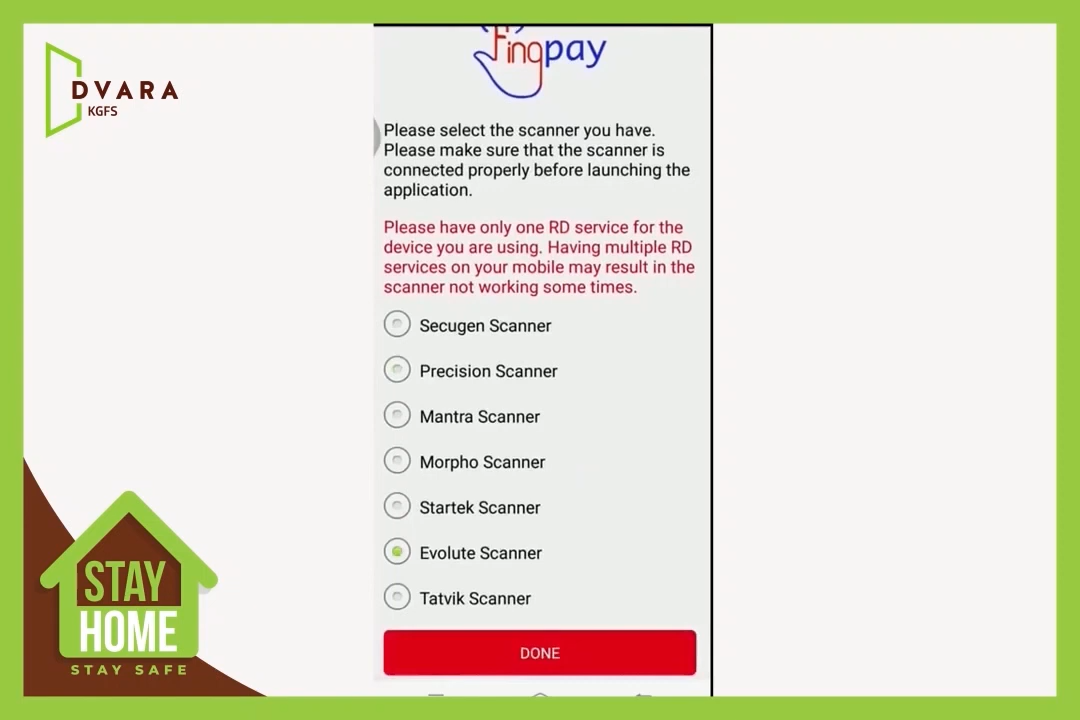 DVARA
KGFS
Fingpay
Please select the scanner you have.
Please make sure that the scanner is
connected properly before launching the
application.
Please have only one RD service for the
device you are using. Having multiple RD
services on your mobile may result in the
scanner not working some times.
Secugen Scanner
Precision Scanner
Mantra Scanner
Morpho Scanner
Startek Scanner
Evolute Scanner
Tatvik Scanner
DONE
STAY
HOME
STAY SAFE